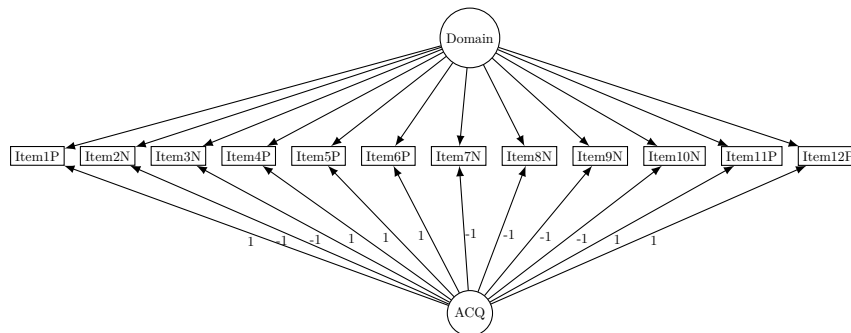 Domain
Item1P Item2N Item3N Item4P Item5P Item6P Item7N Item8N Item9N Item10N Item11P Item12P
1 -1 -1 1 1 1 -1 -1 -1 -1 1 1
ACQ